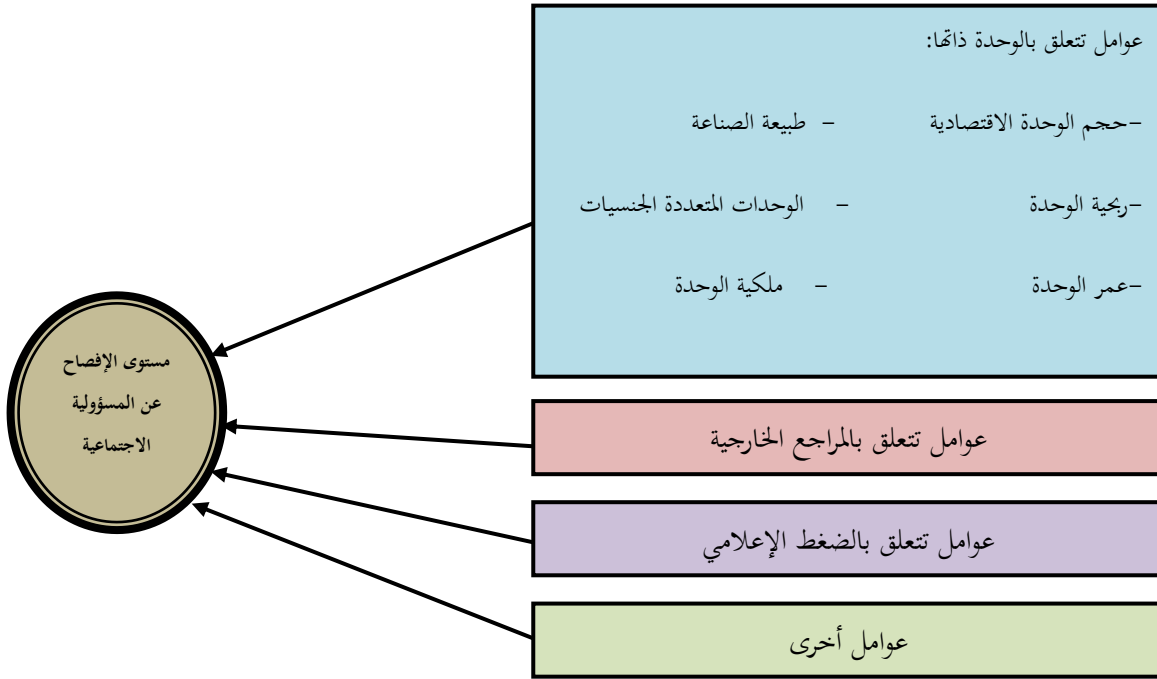 عوامل تتعلق بالوحدة ذاتها:
-حجم الوحدة الاقتصادية - طبيعة الصناعة
-ربحية الوحدة - الوحدات المتعددة الجنسيات
-عمر الوحدة - ملكية الوحدة
عوامل تتعلق بالمراجع الخارجية
عوامل تتعلق بالضغط الإعلامي
عوامل أخرى
مستوى الإفصاح
عن المسؤولية
الاجتماعية